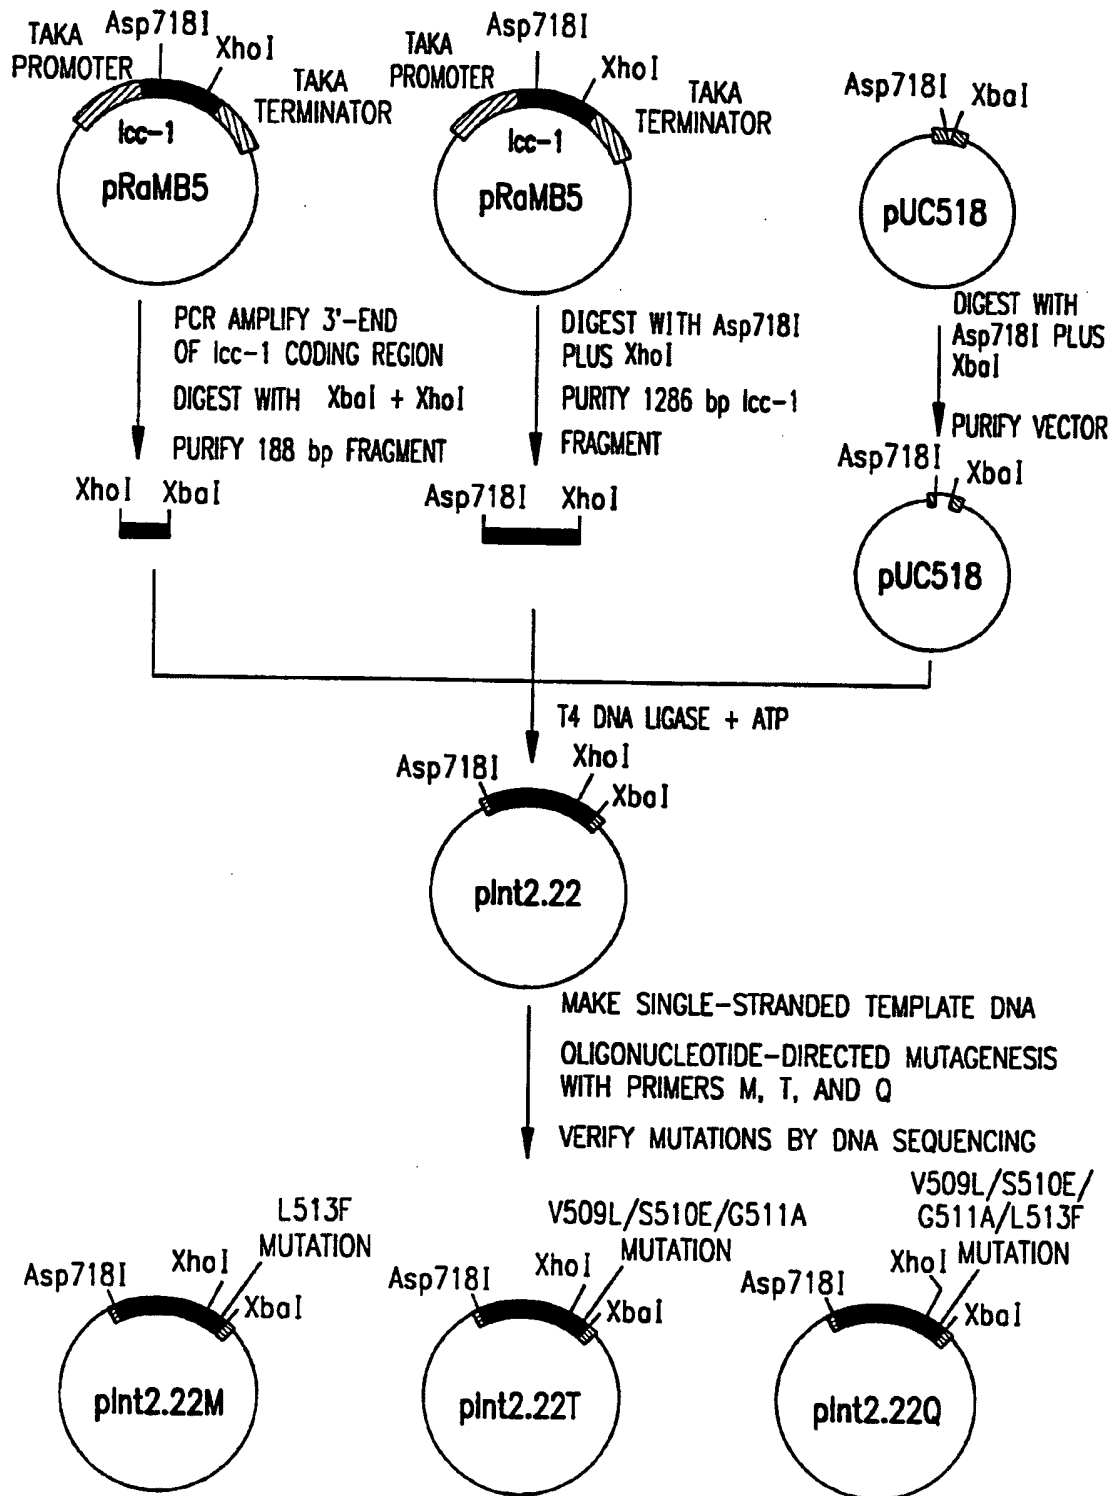 TAKA PROMOTER
Asp718I
XhoI
TAKA TERMINATOR
lcc-1
pRaMB5
TAKA PROMOTER
Asp718I
XhoI
TAKA TERMINATOR
lcc-1
pRaMB5
Asp718I
XbaI
pUC518
PCR AMPLIFY 3'-END
OF lcc-1 CODING REGION
DIGEST WITH XbaI + XhoI
PURIFY 188 bp FRAGMENT
XhoI XbaI
DIGEST WITH Asp718I
PLUS XhoI
PURITY 1286 bp lcc-1
FRAGMENT
Asp718I XhoI
DIGEST WITH
Asp718I PLUS
XbaI
PURIFY VECTOR
Asp718I
XbaI
pUC518
T4 DNA LIGASE + ATP
Asp718I
XhoI
XbaI
pInt2.22
MAKE SINGLE-STRANDED TEMPLATE DNA
OLIGONUCLEOTIDE-DIRECTED MUTAGENESIS
WITH PRIMERS M, T, AND Q
VERIFY MUTATIONS BY DNA SEQUENCING
L513F
MUTATION
Asp718I
XhoI
XbaI
pInt2.22M
V509L/S510E/G511A
MUTATION
Asp718I
XhoI
XbaI
pInt2.22T
V509L/S510E/
G511A/L513F
MUTATION
Asp718I
XhoI
XbaI
pInt2.22Q